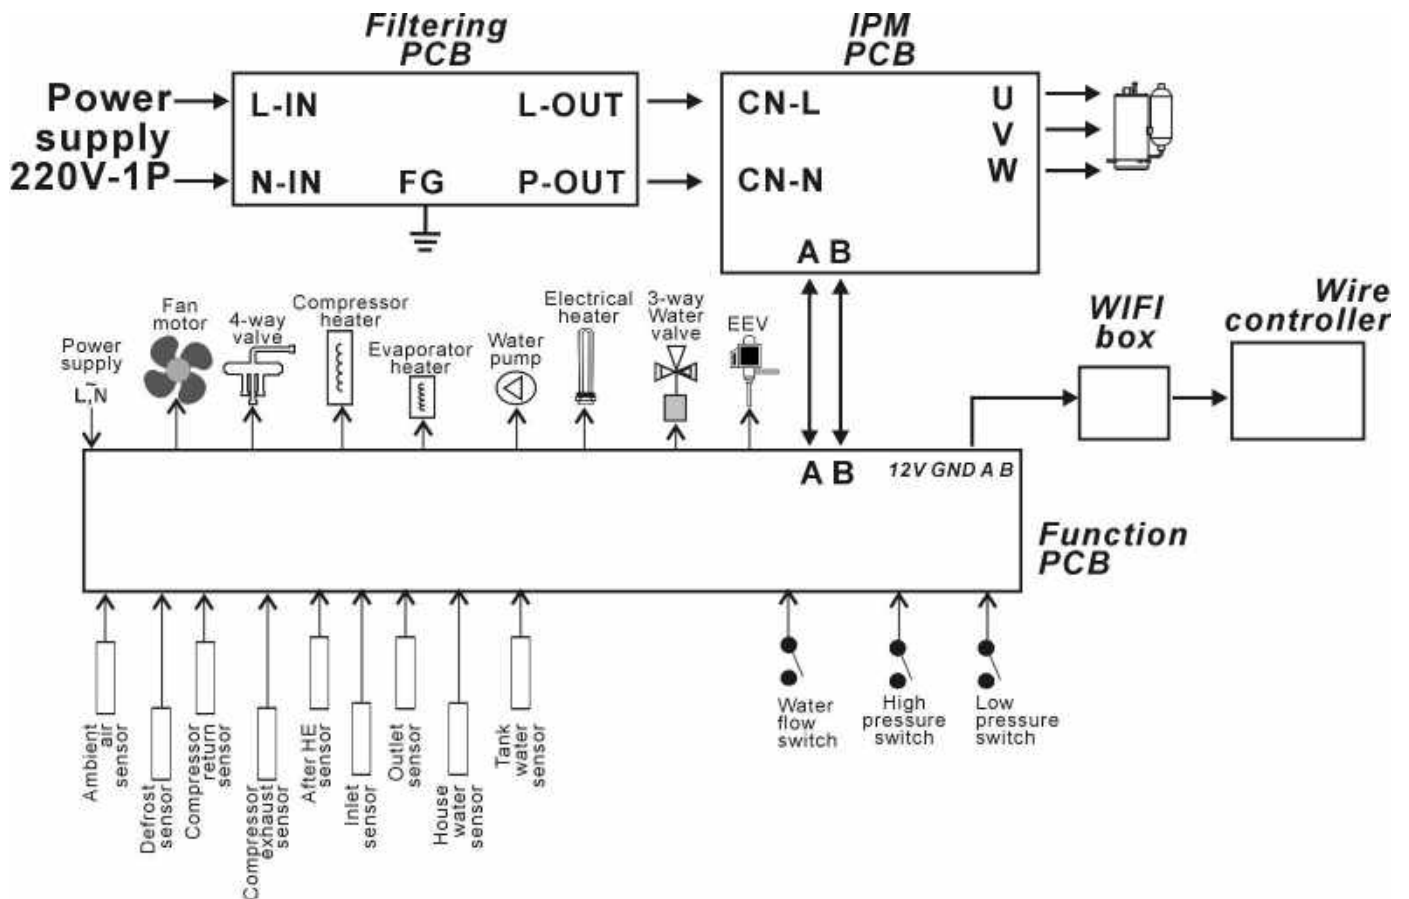 Filtering
PCB
IPM
PCB
Power
supply
220V-1P
L-IN
L-OUT
N-IN
FG
P-OUT
CN-L
CN-N
U
V
W
A B
Fan
motor
4-way
valve
Compressor
heater
Evaporator
heater
Water
pump
Electrical
heater
3-way
Water
valve
EEV
Power
supply
~
L,N
WIFI
box
Wire
controller
A B
12V GND A B
Function
PCB
Ambient
air
sensor
Defrost
sensor
Compressor
return
sensor
Compressor
exhaust
sensor
After HE
sensor
Inlet
sensor
Outlet
sensor
House
water
sensor
Tank
water
sensor
Water
flow
switch
High
pressure
switch
Low
pressure
switch